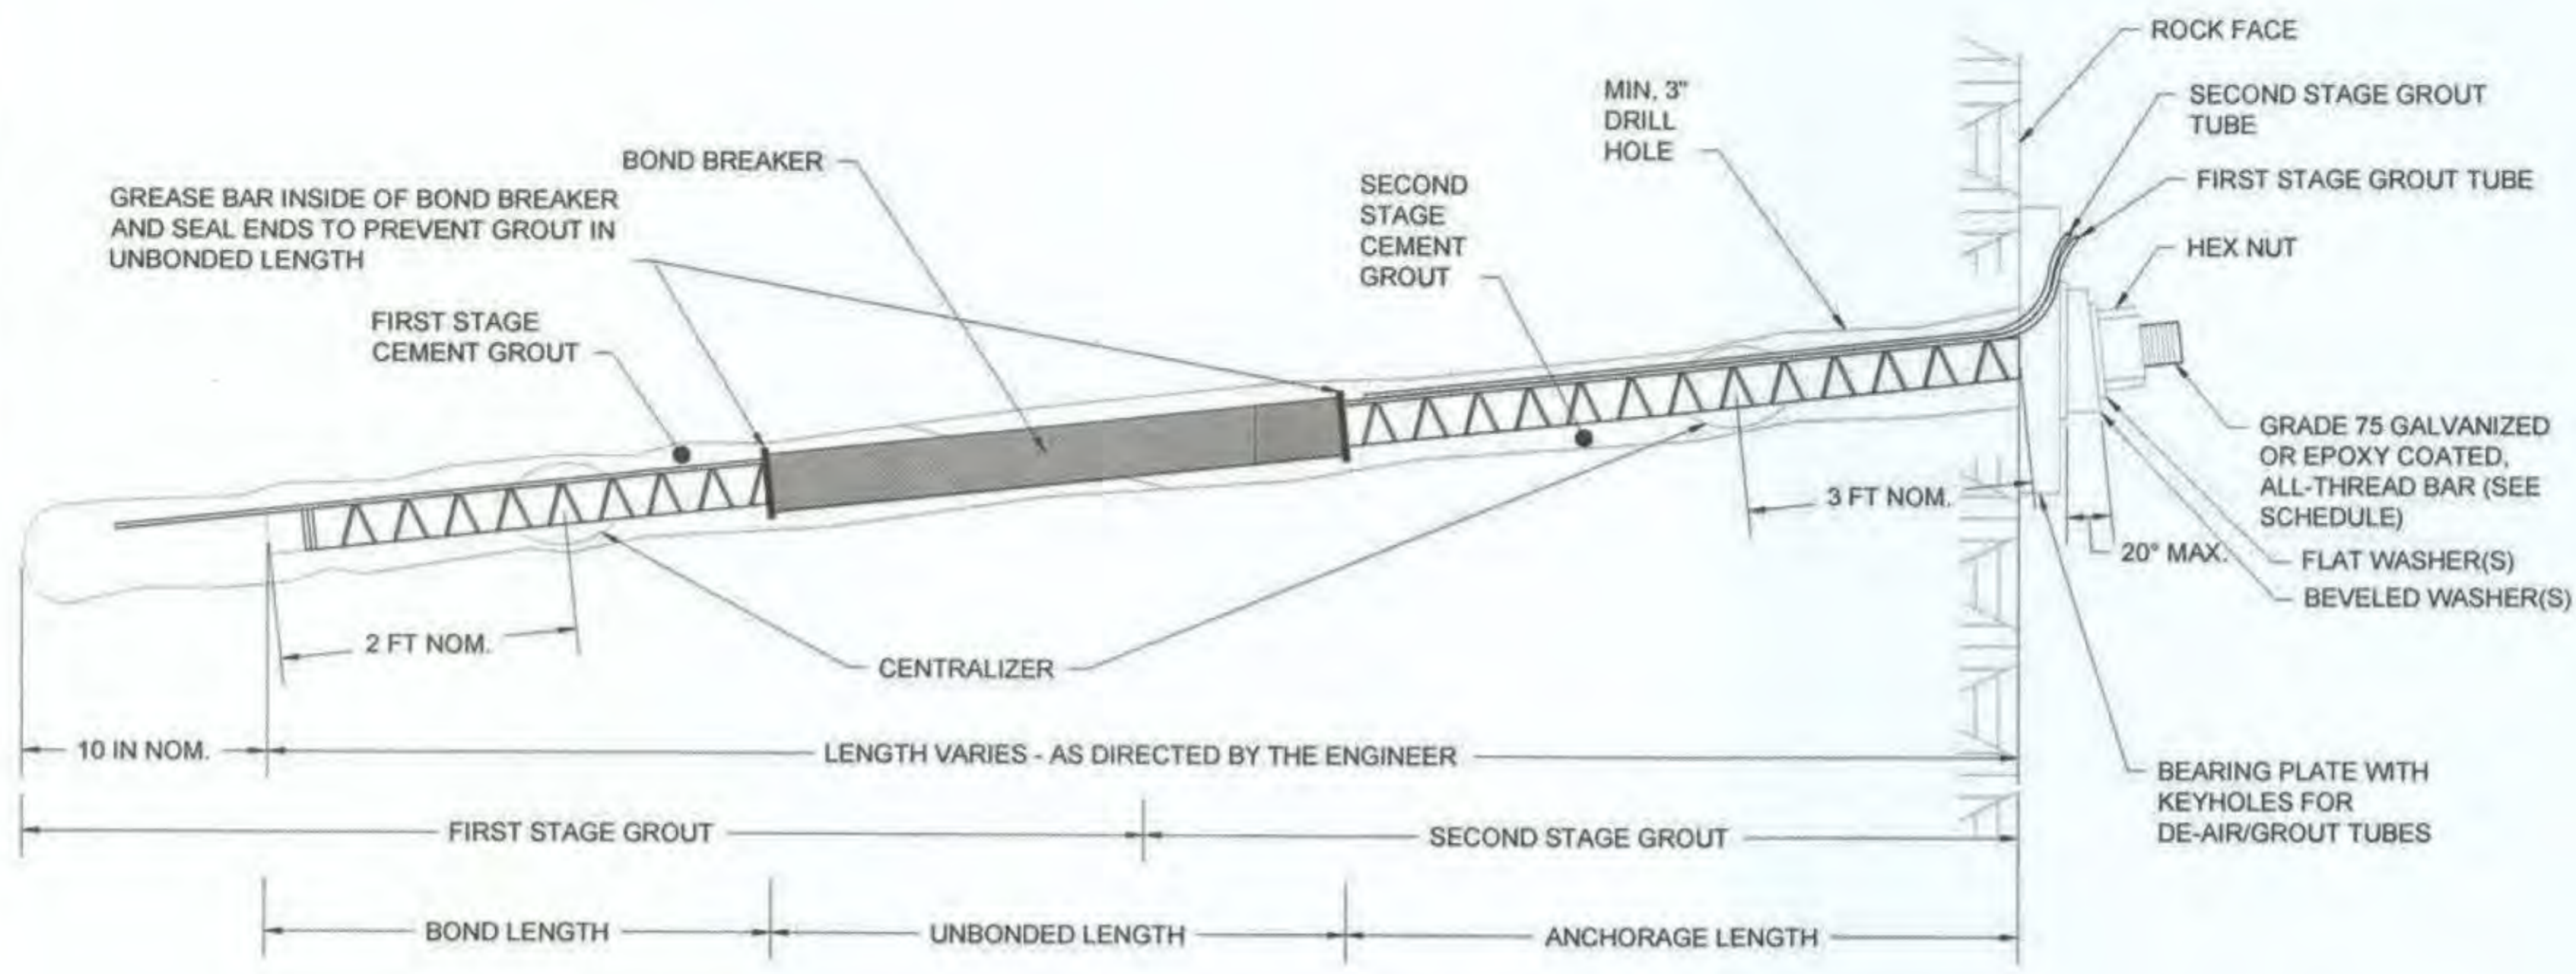 ROCK FACE
SECOND STAGE GROUT
TUBE
FIRST STAGE GROUT TUBE
HEX NUT
MIN. 3"
DRILL
HOLE
BOND BREAKER
GREASE BAR INSIDE OF BOND BREAKER
AND SEAL ENDS TO PREVENT GROUT IN
UNBONDED LENGTH
SECOND
STAGE
CEMENT
GROUT
FIRST STAGE
CEMENT GROUT
GRADE 75 GALVANIZED
OR EPOXY COATED,
ALL-THREAD BAR (SEE
SCHEDULE)
3 FT NOM.
20° MAX.
FLAT WASHER(S)
BEVELED WASHER(S)
2 FT NOM.
CENTRALIZER
10 IN NOM.
LENGTH VARIES - AS DIRECTED BY THE ENGINEER
BEARING PLATE WITH
KEYHOLES FOR
DE-AIR/GROUT TUBES
FIRST STAGE GROUT
SECOND STAGE GROUT
BOND LENGTH
UNBONDED LENGTH
ANCHORAGE LENGTH